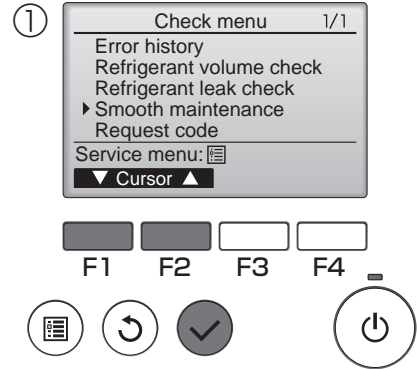 ①
Check menu 1/1
Error history
Refrigerant volume check
Refrigerant leak check
Smooth maintenance
Request code
Service menu:
▼ Cursor ▲
F1 F2 F3 F4